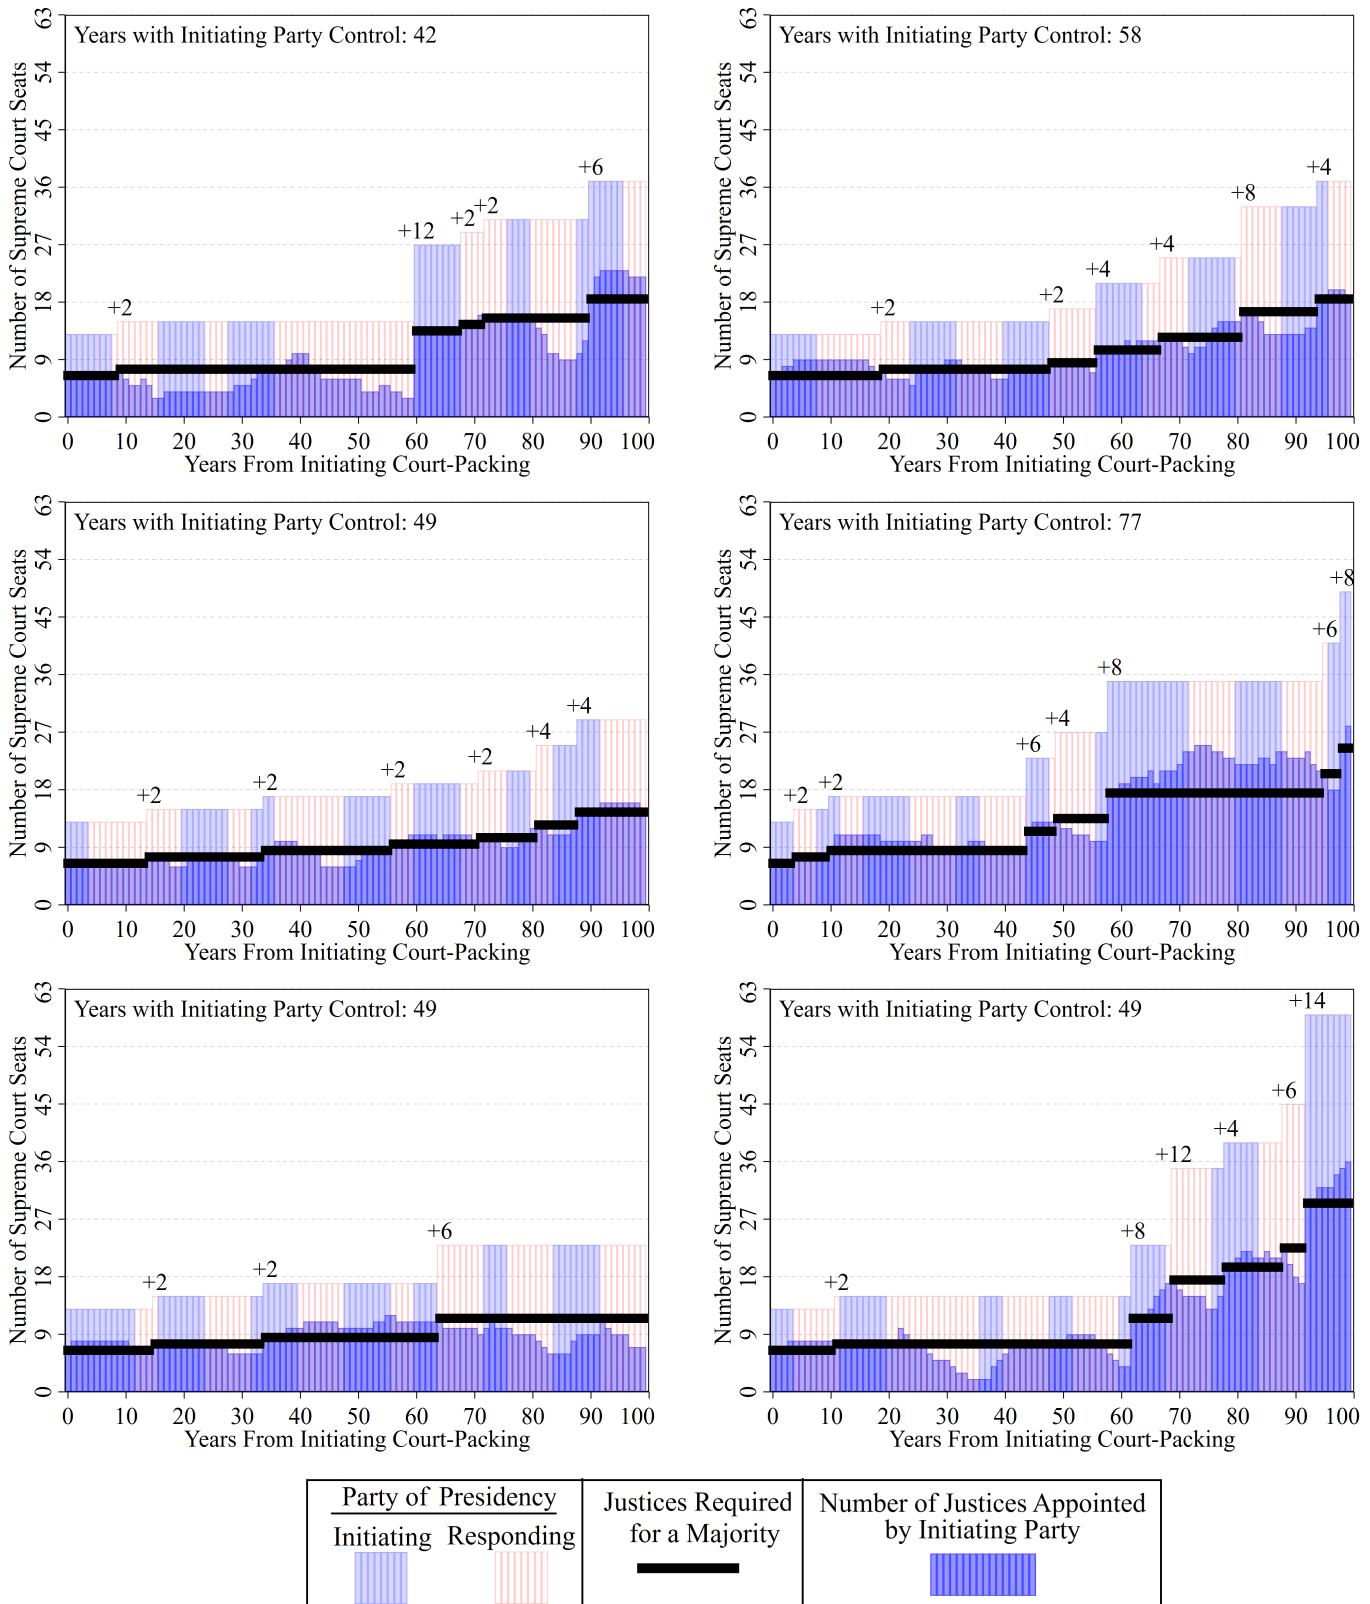 Years with Initiating Party Control: 42
Number of Supreme Court Seats
0 9 18 27 36 45 54 63
+2 +12 +2 +2 +6
0 10 20 30 40 50 60 70 80 90 100
Years From Initiating Court-Packing
Years with Initiating Party Control: 58
Number of Supreme Court Seats
0 9 18 27 36 45 54 63
+2 +2 +4 +4 +8 +4
0 10 20 30 40 50 60 70 80 90 100
Years From Initiating Court-Packing
Years with Initiating Party Control: 49
Number of Supreme Court Seats
0 9 18 27 36 45 54 63
+2 +2 +2 +2 +4 +4
0 10 20 30 40 50 60 70 80 90 100
Years From Initiating Court-Packing
Years with Initiating Party Control: 77
Number of Supreme Court Seats
0 9 18 27 36 45 54 63
+2 +2 +6 +4 +8 +6 +8
0 10 20 30 40 50 60 70 80 90 100
Years From Initiating Court-Packing
Years with Initiating Party Control: 49
Number of Supreme Court Seats
0 9 18 27 36 45 54 63
+2 +2 +6
0 10 20 30 40 50 60 70 80 90 100
Years From Initiating Court-Packing
Years with Initiating Party Control: 49
Number of Supreme Court Seats
0 9 18 27 36 45 54 63
+2 +8 +12 +4 +6 +14
0 10 20 30 40 50 60 70 80 90 100
Years From Initiating Court-Packing
Party of Presidency
Initiating Responding
Justices Required
for a Majority
Number of Justices Appointed
by Initiating Party